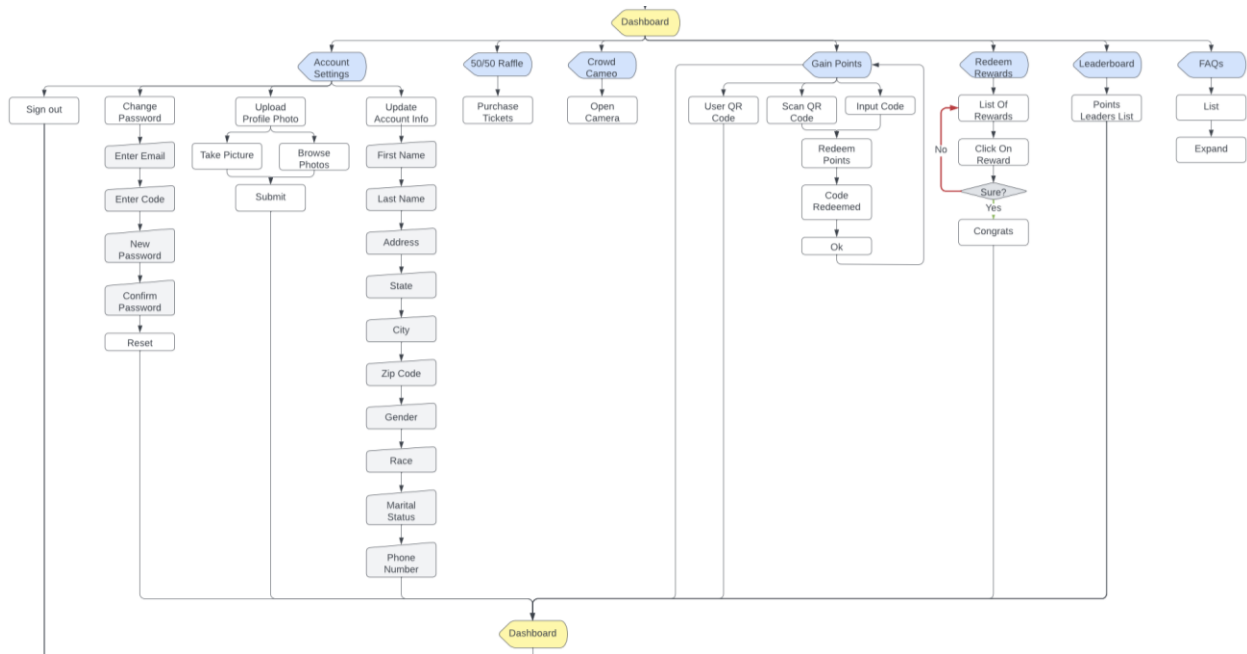 Dashboard
Account
Settings
50/50 Raffle
Crowd
Cameo
Gain Points
Redeem
Rewards
Leaderboard
FAQs
Sign out
Change
Password
Upload
Profile Photo
Update
Account Info
Purchase
Tickets
Open
Camera
User QR
Code
Scan QR
Code
Input Code
List Of
Rewards
Points
Leaders List
List
Enter Email
Take Picture
Browse
Photos
First Name
Redeem
Points
No
Click On
Reward
Expand
Enter Code
Submit
Last Name
Code
Redeemed
Sure?
Yes
New
Password
Address
Ok
Congrats
Confirm
Password
State
Reset
City
Zip Code
Gender
Race
Marital
Status
Phone
Number
Dashboard